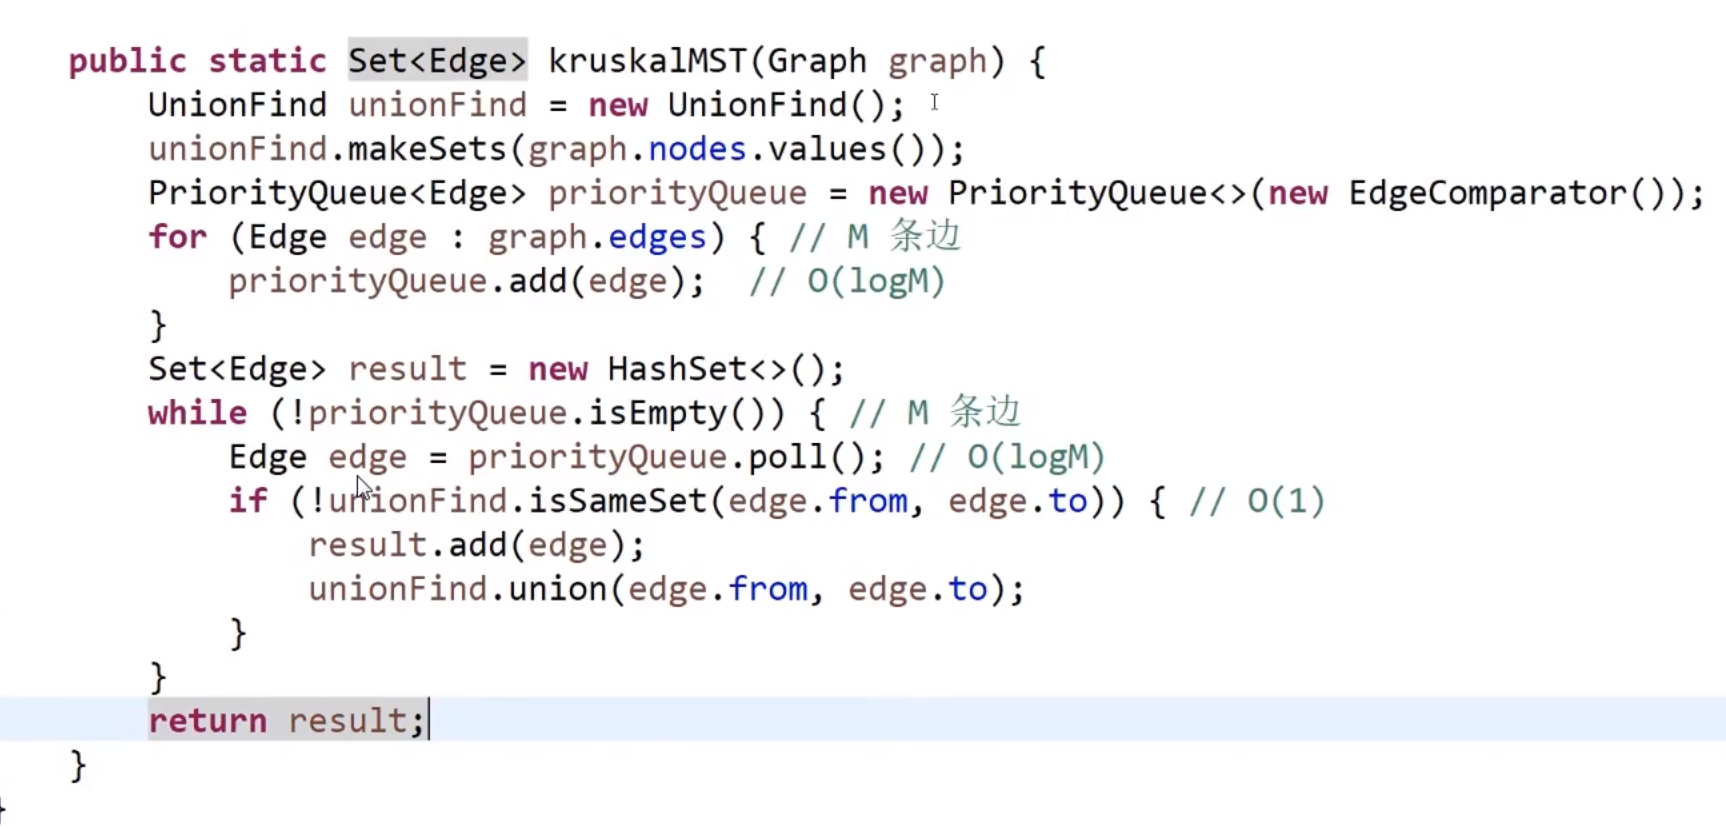 public static Set<Edge> kruskalMST(Graph graph) {
UnionFind unionFind = new UnionFind();
unionFind.makeSets(graph.nodes.values());
PriorityQueue<Edge> priorityQueue = new PriorityQueue<>(new EdgeComparator());
for (Edge edge : graph.edges) { // M 条边
priorityQueue.add(edge);  // O(logM)
}
Set<Edge> result = new HashSet<>();
while (!priorityQueue.isEmpty()) { // M 条边
Edge edge = priorityQueue.poll(); // O(logM)
if (!unionFind.isSameSet(edge.from, edge.to)) { // O(1)
result.add(edge);
unionFind.union(edge.from, edge.to);
}
}
return result;
}
}